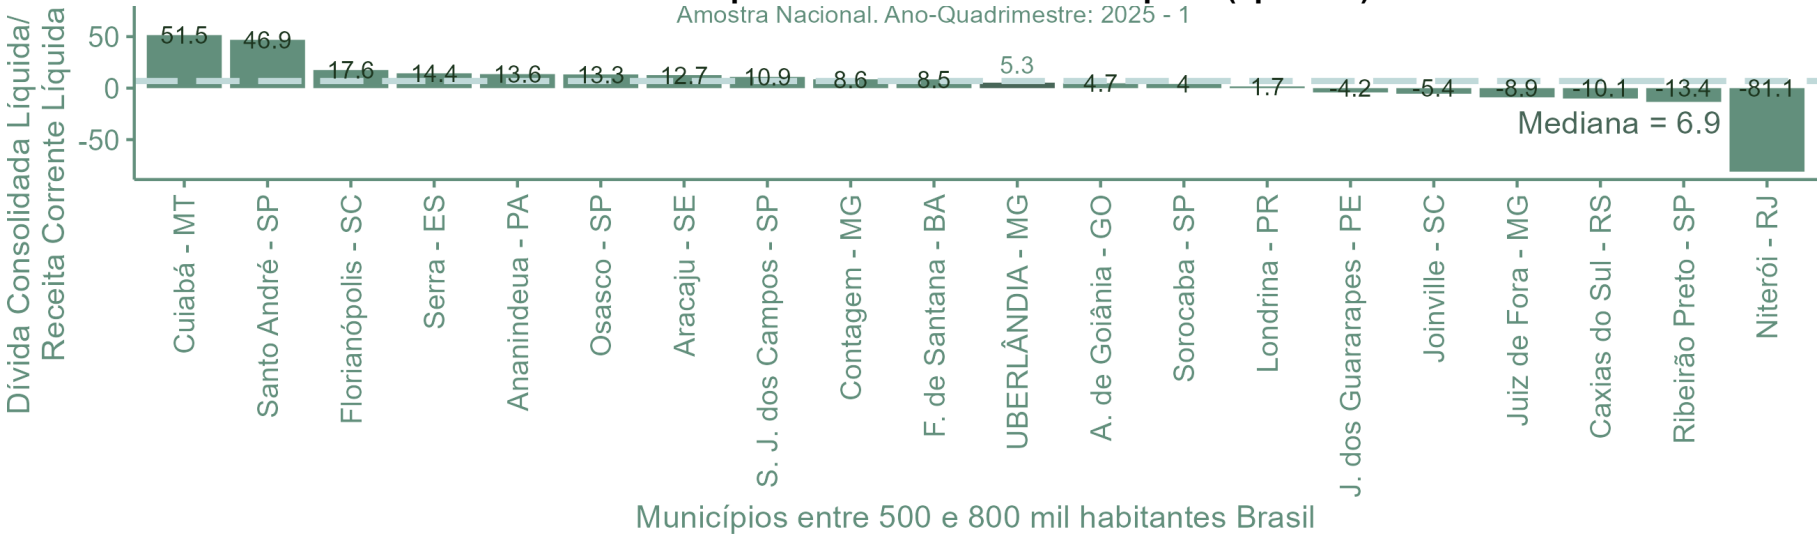 Amostra Nacional. Ano-Quadrimestre: 2025 - 1
Dívida Consolidada Líquida/
Receita Corrente Líquida
50
0
-50
51.5
46.9
17.6
14.4
13.6
13.3
12.7
10.9
8.6
8.5
5.3
4.7
4
1.7
-4.2
-5.4
-8.9
-10.1
-13.4
-81.1
Mediana = 6.9
Cuiabá - MT
Santo André - SP
Florianópolis - SC
Serra - ES
Ananindeua - PA
Osasco - SP
Aracaju - SE
S. J. dos Campos - SP
Contagem - MG
F. de Santana - BA
UBERLÂNDIA - MG
A. de Goiânia - GO
Sorocaba - SP
Londrina - PR
J. dos Guararapes - PE
Joinville - SC
Juiz de Fora - MG
Caxias do Sul - RS
Ribeirão Preto - SP
Niterói - RJ
Municípios entre 500 e 800 mil habitantes Brasil